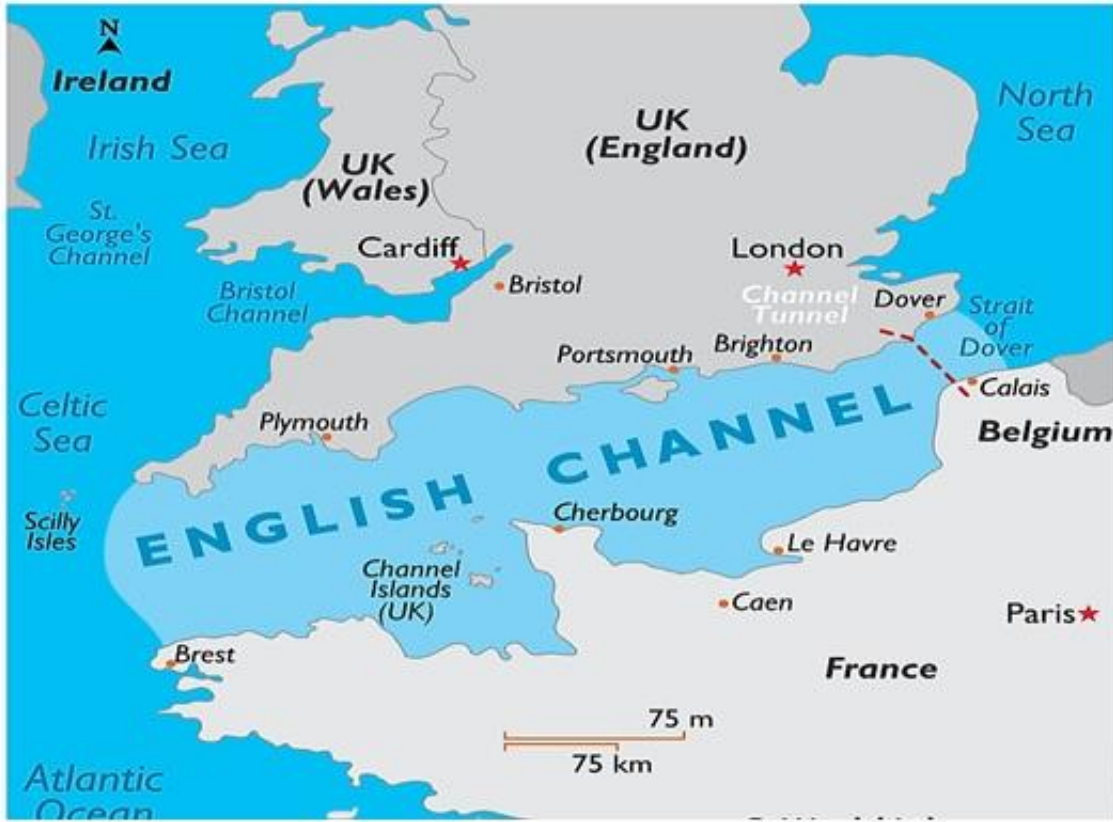 N
Ireland
Irish Sea
St.
George's
Channel
UK
(Wales)
UK
(England)
North
Sea
Cardiff
Bristol
Channel
Bristol
London
Channel
Tunnel
Dover
Strait
of
Dover
Portsmouth
Brighton
Calais
Celtic
Sea
Plymouth
Belgium
ENGLISH CHANNEL
Scilly
Isles
Cherbourg
Le Havre
Channel
Islands
(UK)
Caen
Paris
Brest
France
75 m
75 km
Atlantic
Ocean